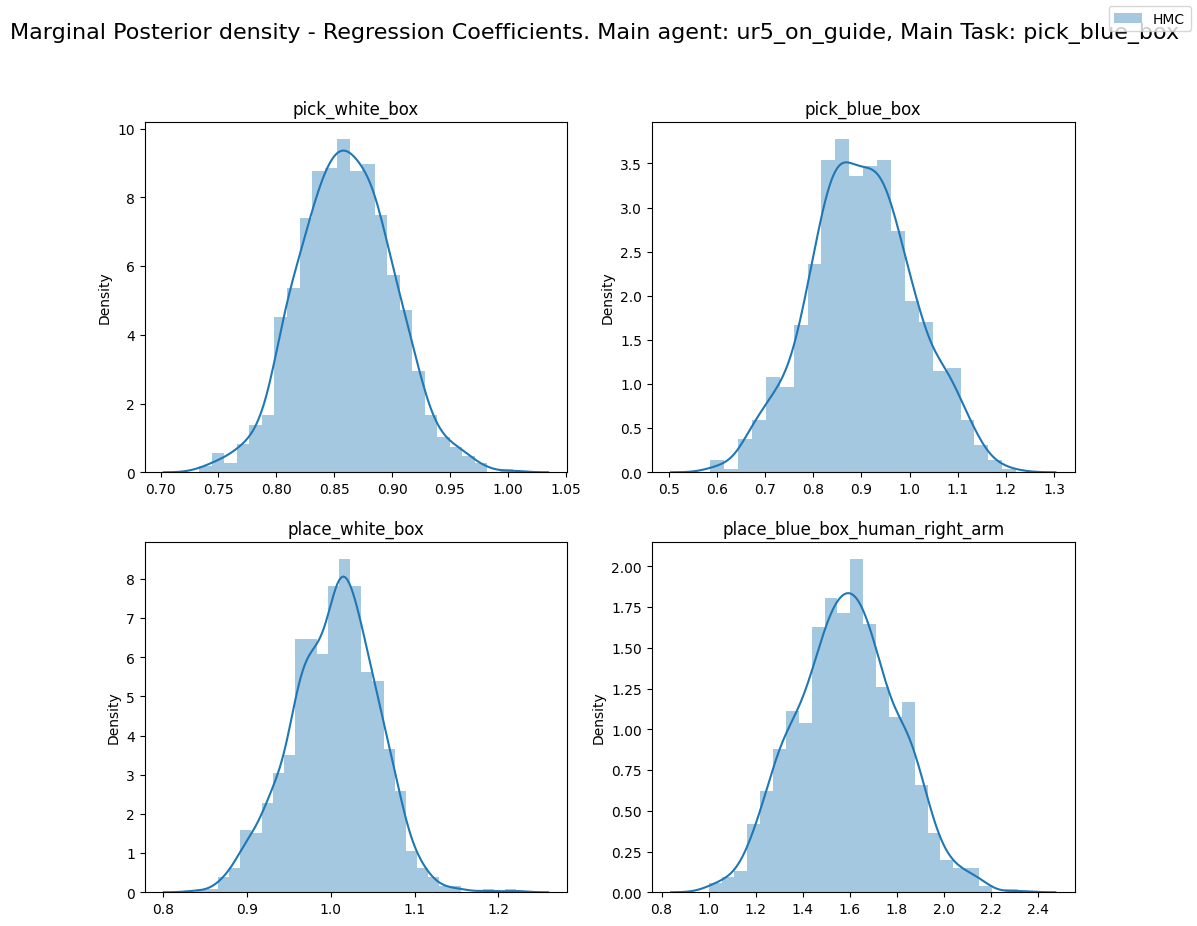 HMC
Marginal Posterior density - Regression Coefficients. Main agent: ur5_on_guide, Main Task: pick_blue_box
pick_white_box
Density
10
8
6
4
2
0
0.70 0.75 0.80 0.85 0.90 0.95 1.00 1.05
pick_blue_box
Density
3.5
3.0
2.5
2.0
1.5
1.0
0.5
0.0
0.5 0.6 0.7 0.8 0.9 1.0 1.1 1.2 1.3
place_white_box
Density
8
7
6
5
4
3
2
1
0
0.8 0.9 1.0 1.1 1.2
place_blue_box_human_right_arm
Density
2.00
1.75
1.50
1.25
1.00
0.75
0.50
0.25
0.00
0.8 1.0 1.2 1.4 1.6 1.8 2.0 2.2 2.4